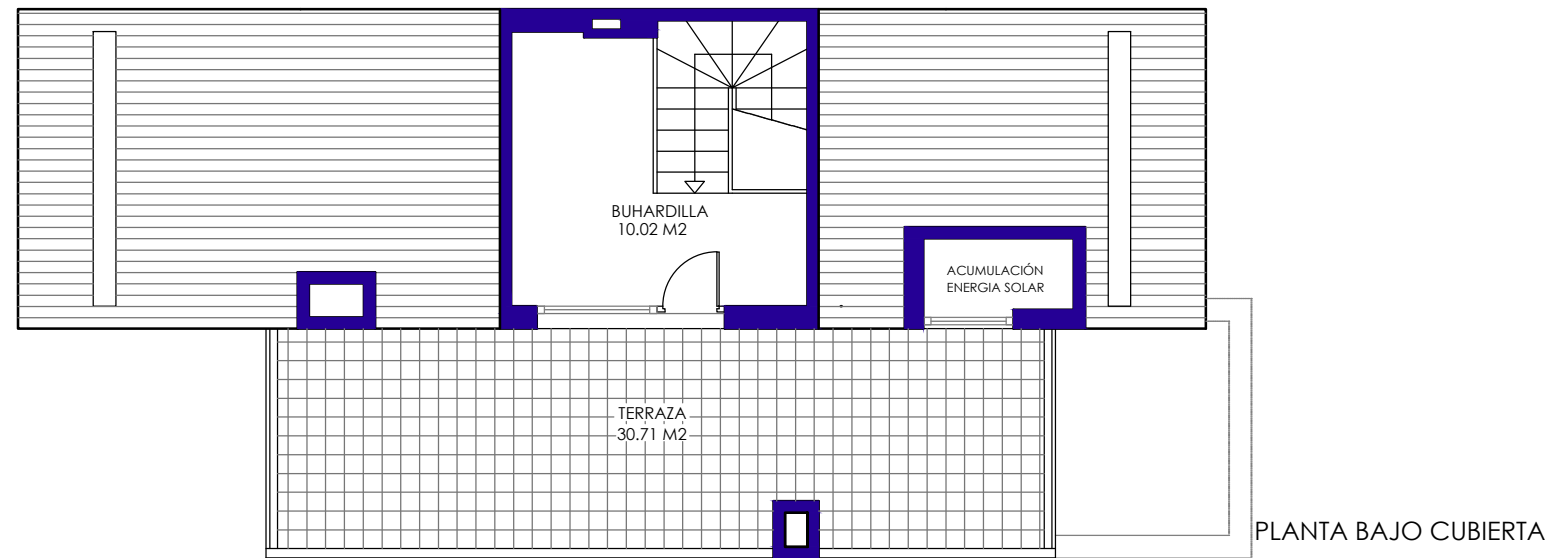 BUHARDILLA
10.02 M2
ACUMULACIÓN
ENERGIA SOLAR
TERRAZA
30.71 M2
PLANTA BAJO CUBIERTA